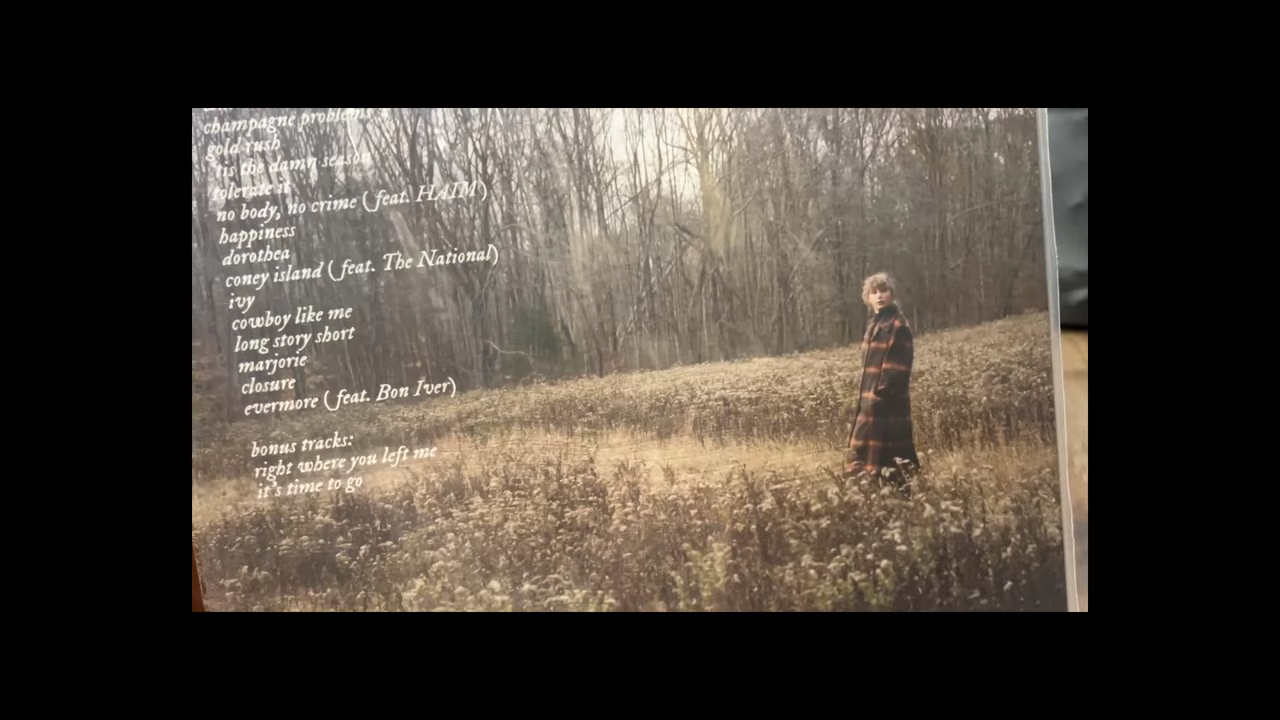 champagne problems
gold rush
'tis the damn season
tolerate it
no body, no crime (feat. HAIM)
happiness
dorothea
coney island (feat. The National)
ivy
cowboy like me
long story short
marjorie
closure
evermore (feat. Bon Iver)
bonus tracks:
right where you left me
it's time to go